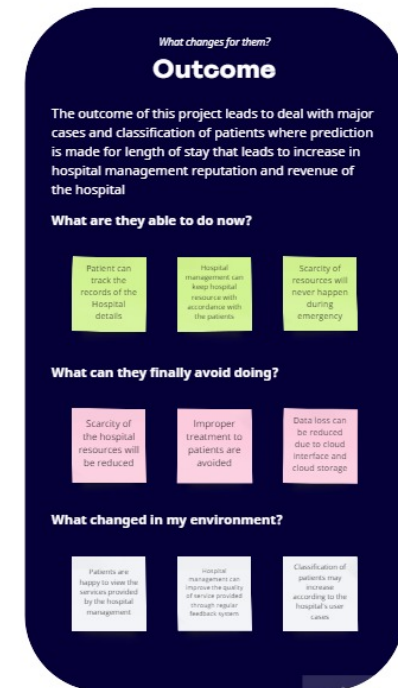 What changes for them?
Outcome
The outcome of this project leads to deal with major
cases and classification of patients where prediction
is made for length of stay that leads to increase in
hospital management reputation and revenue of
the hospital
What are they able to do now?
Patient can
track the
records of the
Hospital
details
Hospital
management can
keep hospital
resource with
accordance with
the patients
Scarcity of
resources will
never happen
during
emergency
What can they finally avoid doing?
Scarcity of
the hospital
resources will
be reduced
Improper
treatment to
patients are
avoided
Data loss can
be reduced
due to cloud
interface and
cloud storage
What changed in my environment?
Patients are
happy to view the
services provided
by the hospital
management
Hospital
management can
improve the quality
of service provided
through regular
feedback system
Classification of
patients may
increase
according to the
hospital's user
cases